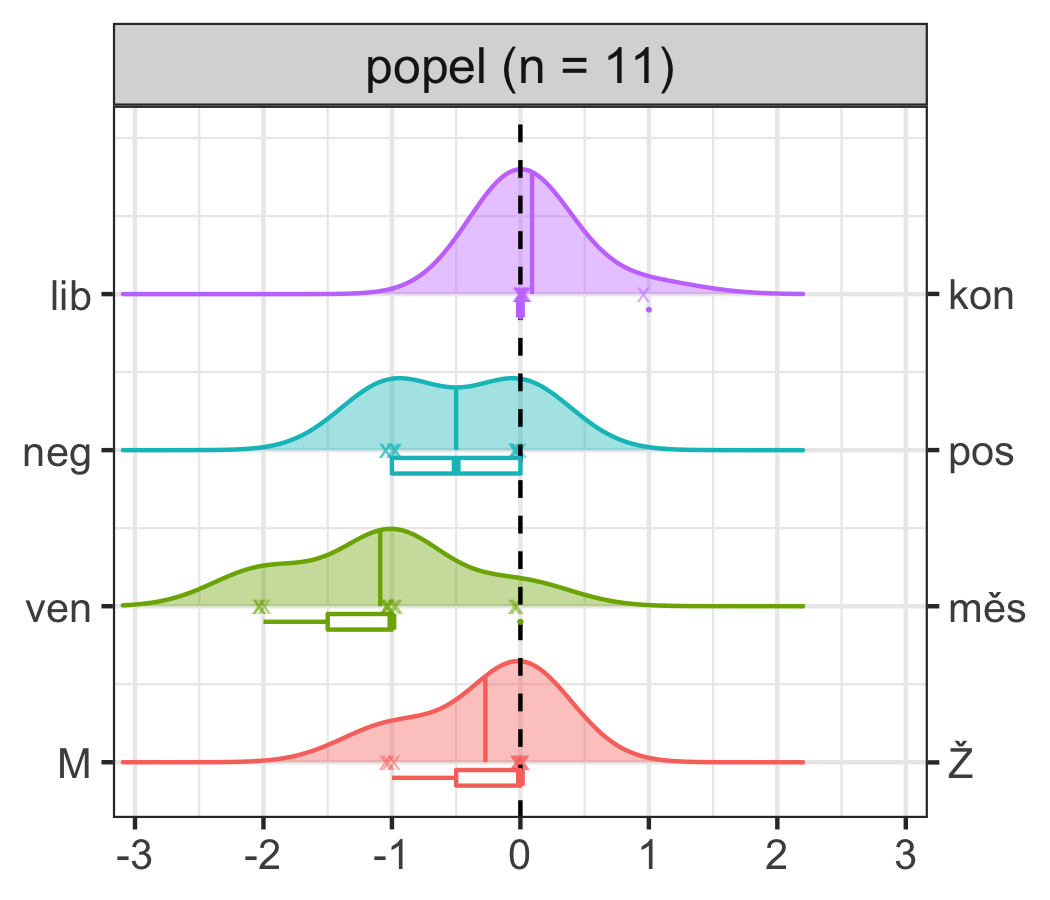 popel (n = 11)
lib kon
neg pos
ven měs
M Ž
-3 -2 -1 0 1 2 3